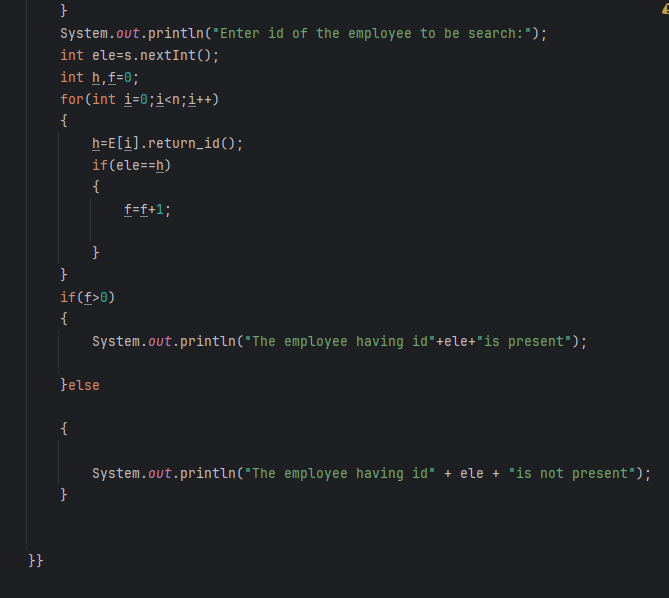 }
System.out.println("Enter id of the employee to be search:");
int ele=s.nextInt();
int h,f=0;
for(int i=0;i<n;i++)
{
h=E[i].return_id();
if(ele==h)
{
f=f+1;
}
}
if(f>0)
{
System.out.println("The employee having id"+ele+"is present");
}else
{
System.out.println("The employee having id" + ele + "is not present");
}
}}